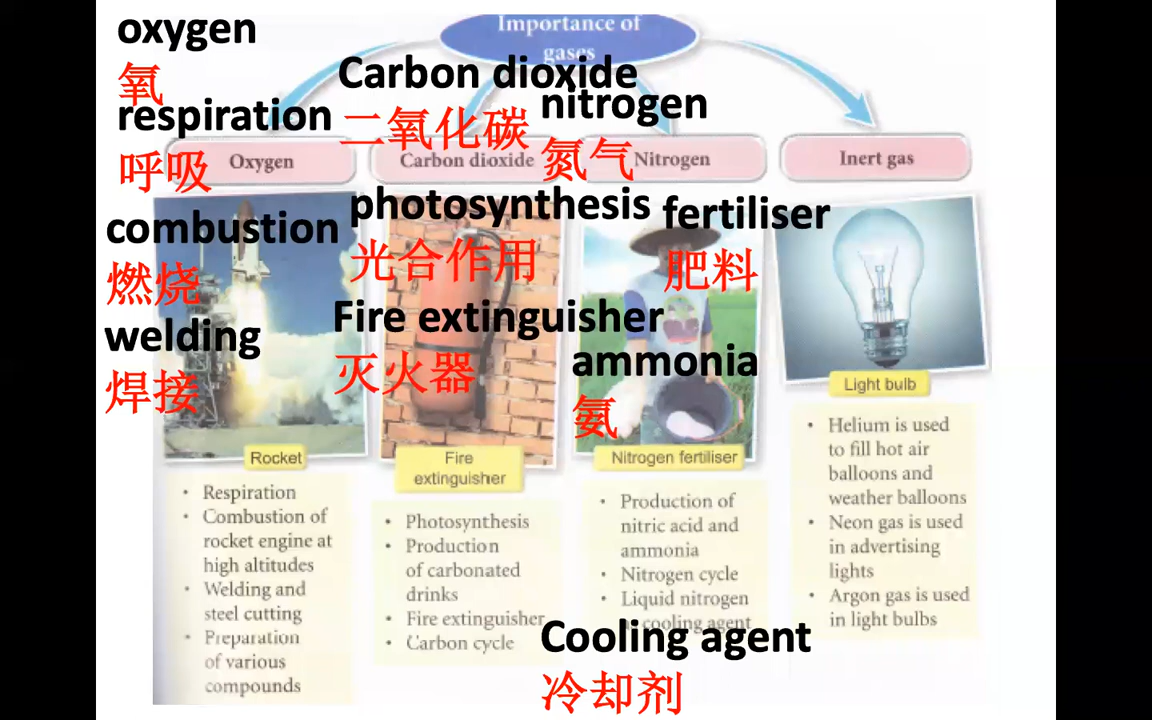 Importance of
gases
oxygen
氧
respiration
呼吸
combustion
燃烧
welding
焊接
Carbon dioxide
二氧化碳
photosynthesis
光合作用
Fire extinguisher
灭火器
nitrogen
氮气
fertiliser
肥料
ammonia
氨
Cooling agent
冷却剂
Oxygen
Rocket
• Respiration
• Combustion of
rocket engine at
high altitudes
• Welding and
steel cutting
• Preparation
of various
compounds
Carbon dioxide
Fire
extinguisher
• Photosynthesis
• Production
of carbonated
drinks
• Fire extinguisher
• Carbon cycle
Nitrogen
Nitrogen fertiliser
• Production of
nitric acid and
ammonia
• Nitrogen cycle
• Liquid nitrogen
cooling agent
Inert gas
Light bulb
• Helium is used
to fill hot air
balloons and
weather balloons
• Neon gas is used
in advertising
lights
• Argon gas is used
in light bulbs